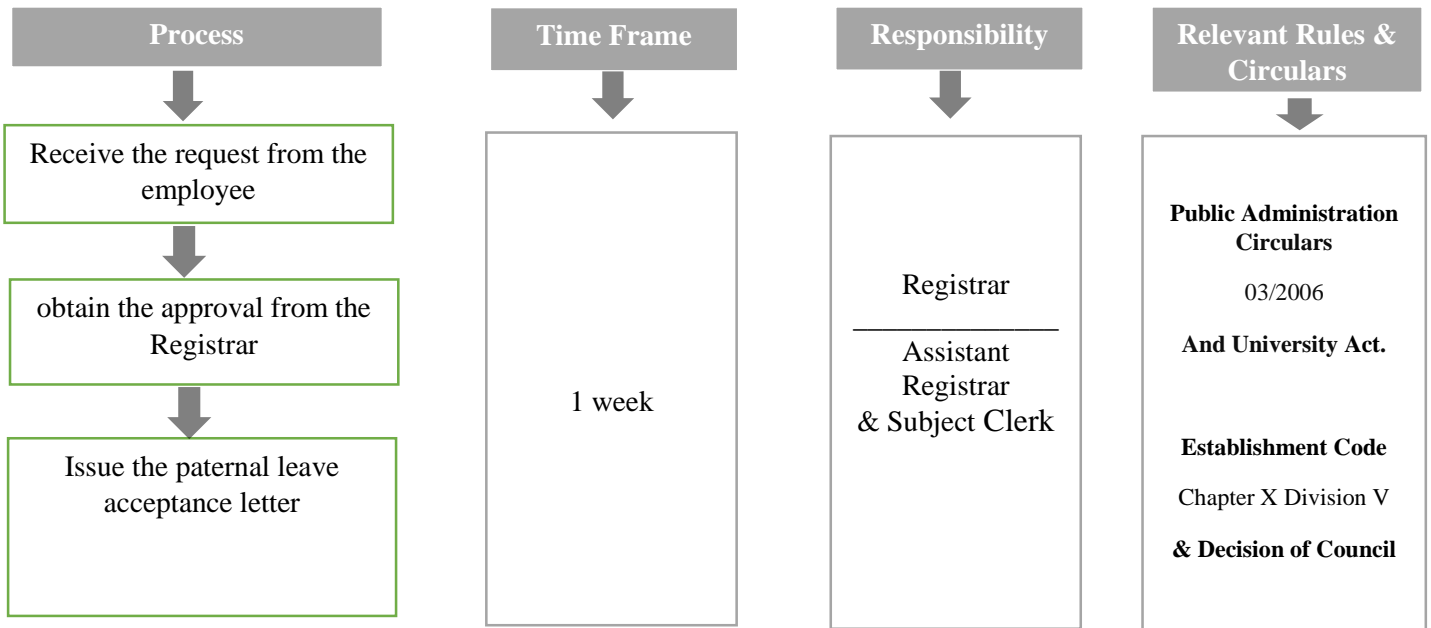 Process
Receive the request from the
employee
obtain the approval from the
Registrar
Issue the paternal leave
acceptance letter
Time Frame
1 week
Responsibility
Registrar
Assistant
Registrar
& Subject Clerk
Relevant Rules &
Circulars
Public Administration
Circulars
03/2006
And University Act.
Establishment Code
Chapter X Division V
& Decision of Council